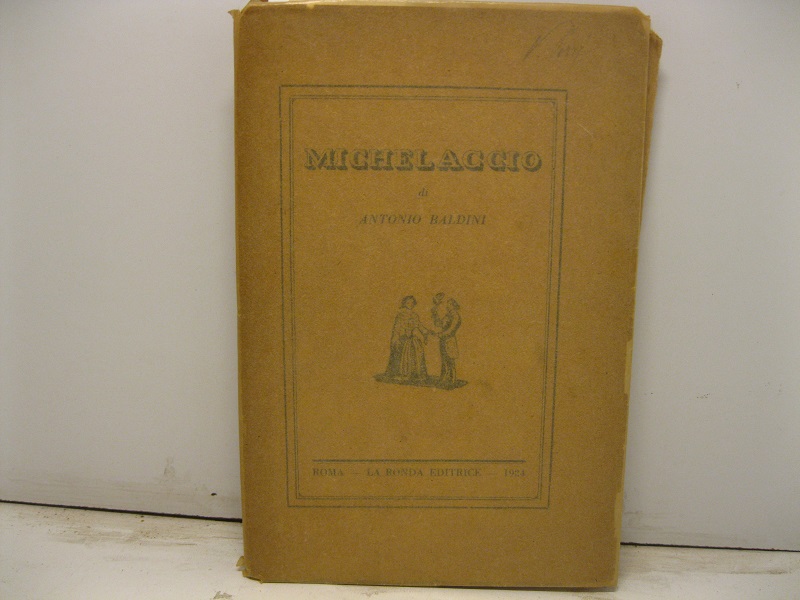 MICHELACCIO
di
ANTONIO BALDINI
ROMA — LA RONDA EDITRICE — 1924